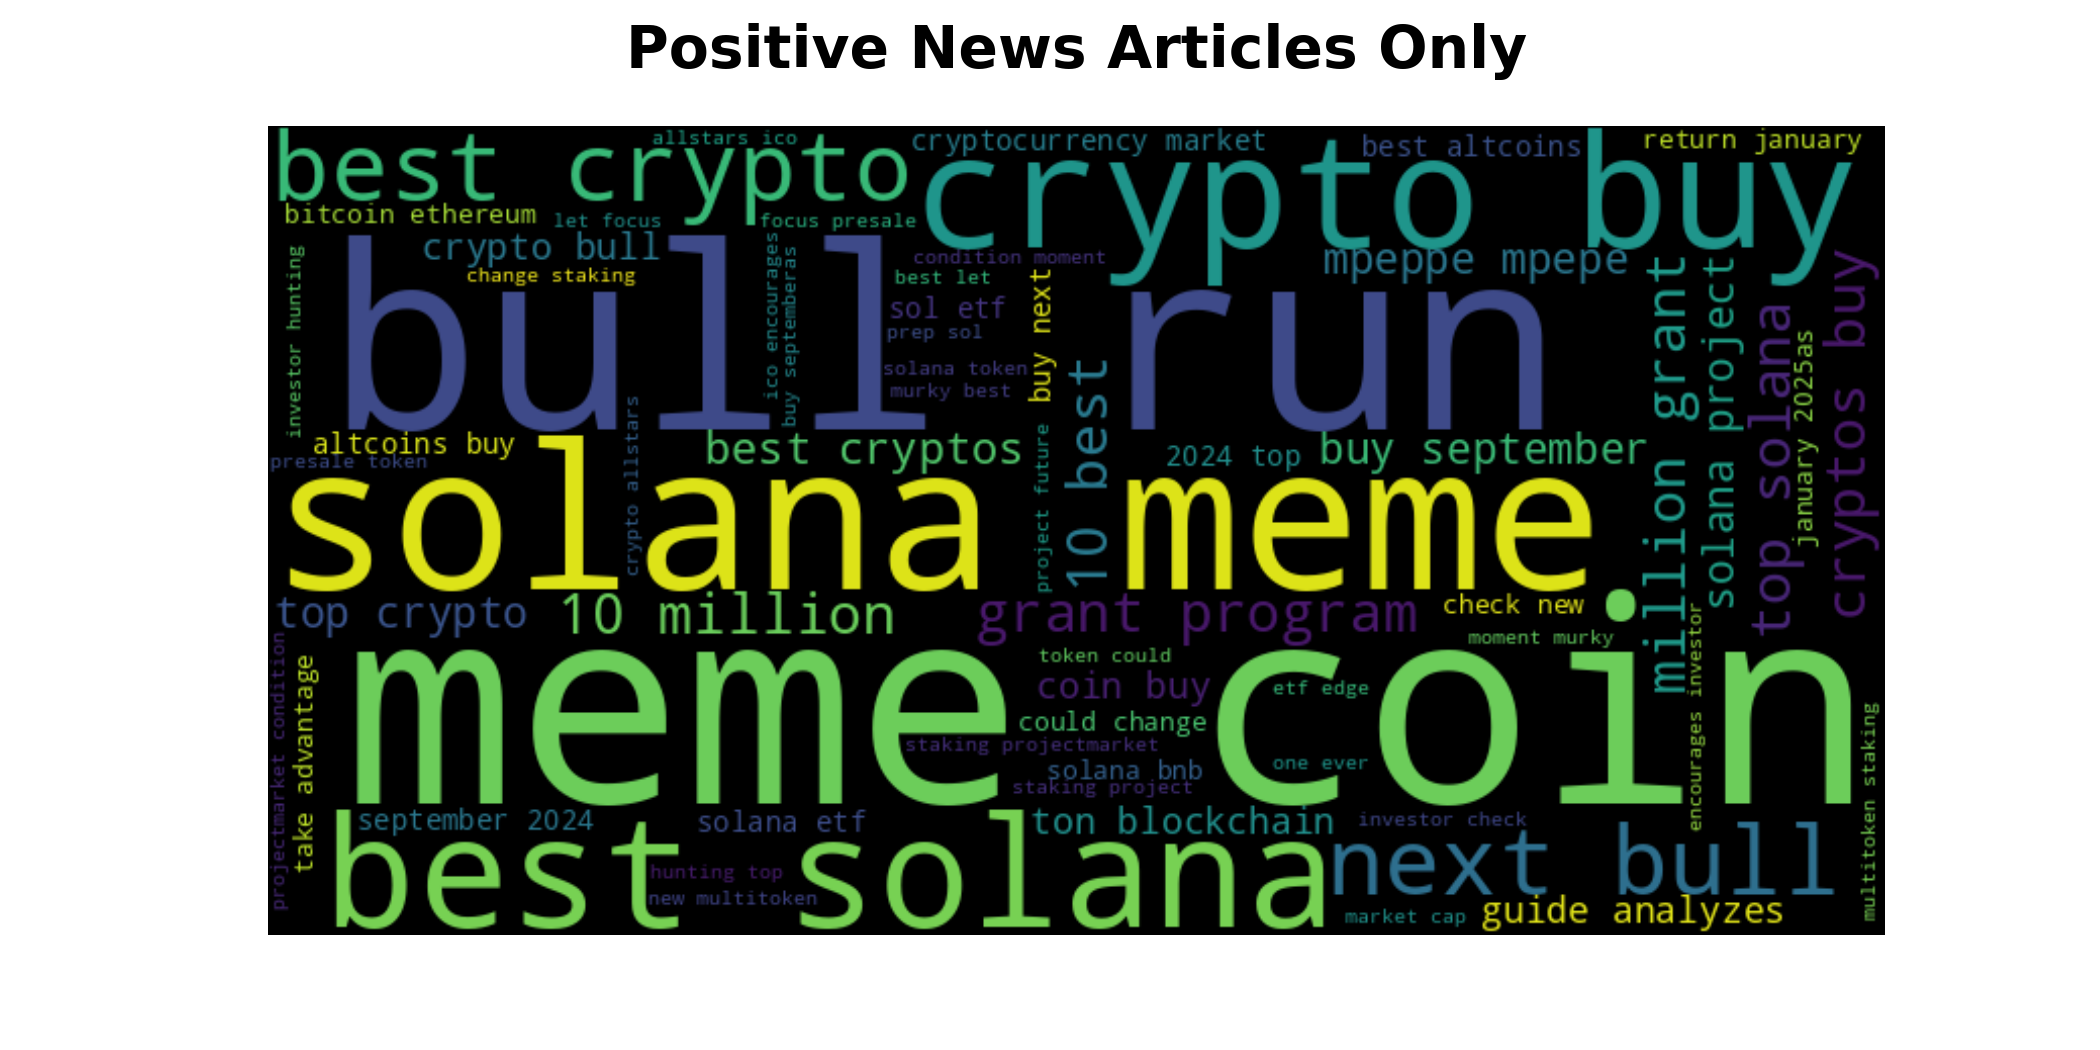 Positive News Articles Only
best crypto
allstars ico
cryptocurrency market
crypto buy
best altcoins
return january
bitcoin ethereum
let focus
focus presale
crypto bull
change staking
investor hunting
bull run
ico encourages
buy septemberas
condition moment
best let
sol etf
prep sol
solana token
murky best
buy next
mpeppe mpepe
million grant
solana project
top solana
january 2025as
cryptos buy
altcoins buy
presale token
crypto allstars
best cryptos
project future
10 best
2024 top
buy september
solana meme
top crypto
10 million
grant program
check new
moment murky
projectmarket condition
take advantage
meme coin
token could
coin buy
etf edge
could change
staking projectmarket
solana bnb
one ever
staking project
encourages investor
multitoken staking
september 2024
solana etf
ton blockchain
investor check
best solana
hunting top
new multitoken
next bull
market cap
guide analyzes